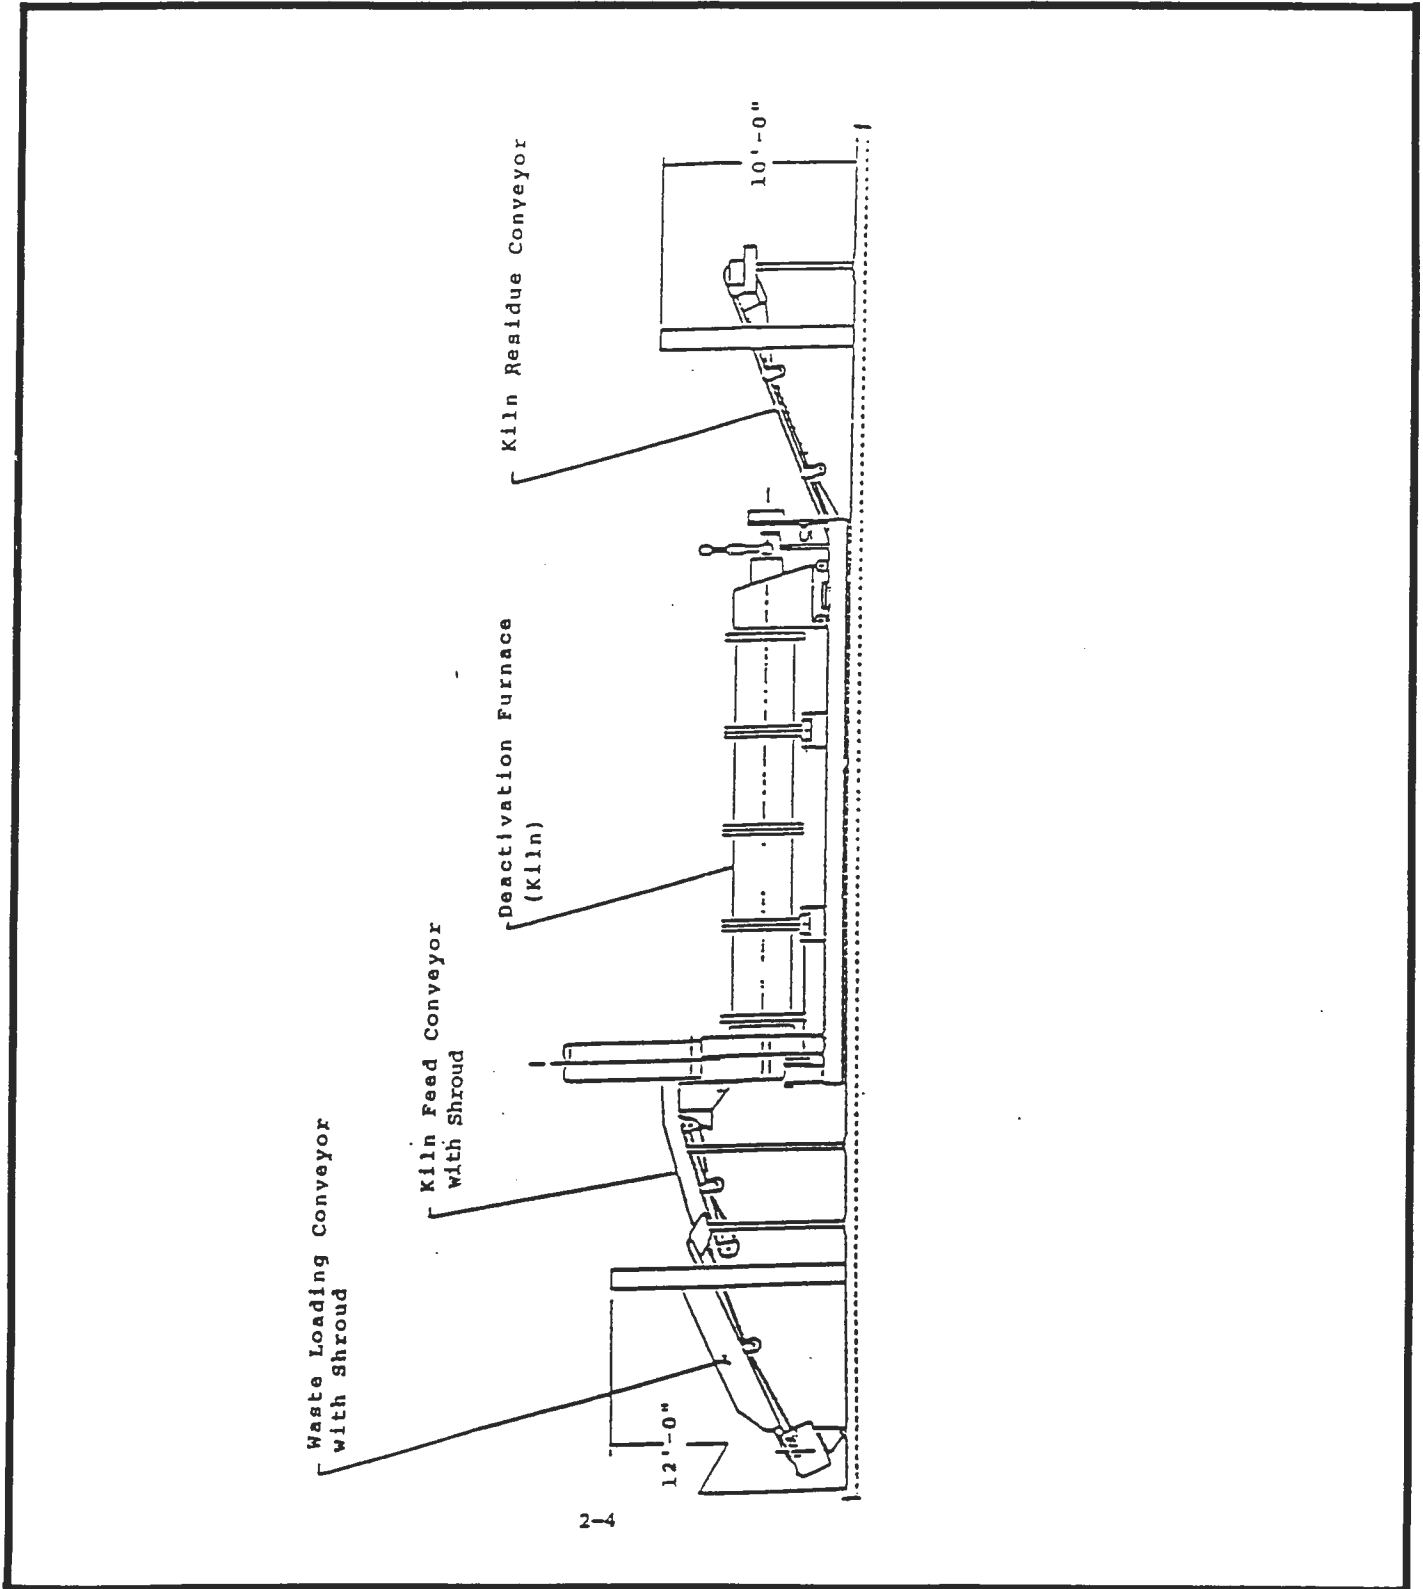 Waste Loading Conveyor
with Shroud
Kiln Feed Conveyor
with Shroud
Deactivation Furnace
(Kiln)
Kiln Residue Conveyor
12'-0"
10'-0"
2-4